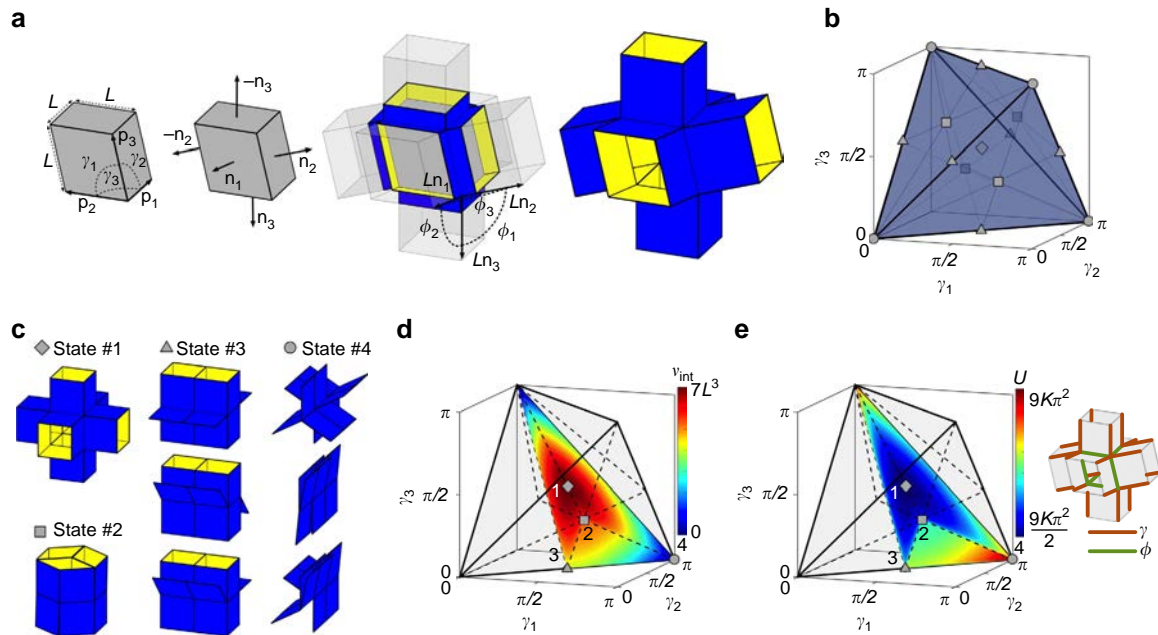 a
L
L
L
p3
γ1
γ2
γ3
p2
p1
−n3
−n2
n1
n2
n3
Ln1
Ln2
Ln3
ϕ3
ϕ2
ϕ1
b
π
γ3 π/2
0
0
π/2
π
γ1
0
π/2
π
γ2
c
State #1
State #3
State #4
State #2
d
π
γ3 π/2
0
0
π/2
π
γ1
0
π/2
π
γ2
1
2
3
4
vint
7L³
0
e
π
γ3 π/2
0
0
π/2
π
γ1
0
π/2
π
γ2
1
2
3
4
U
9Kπ²
9Kπ²/2
γ
ϕ